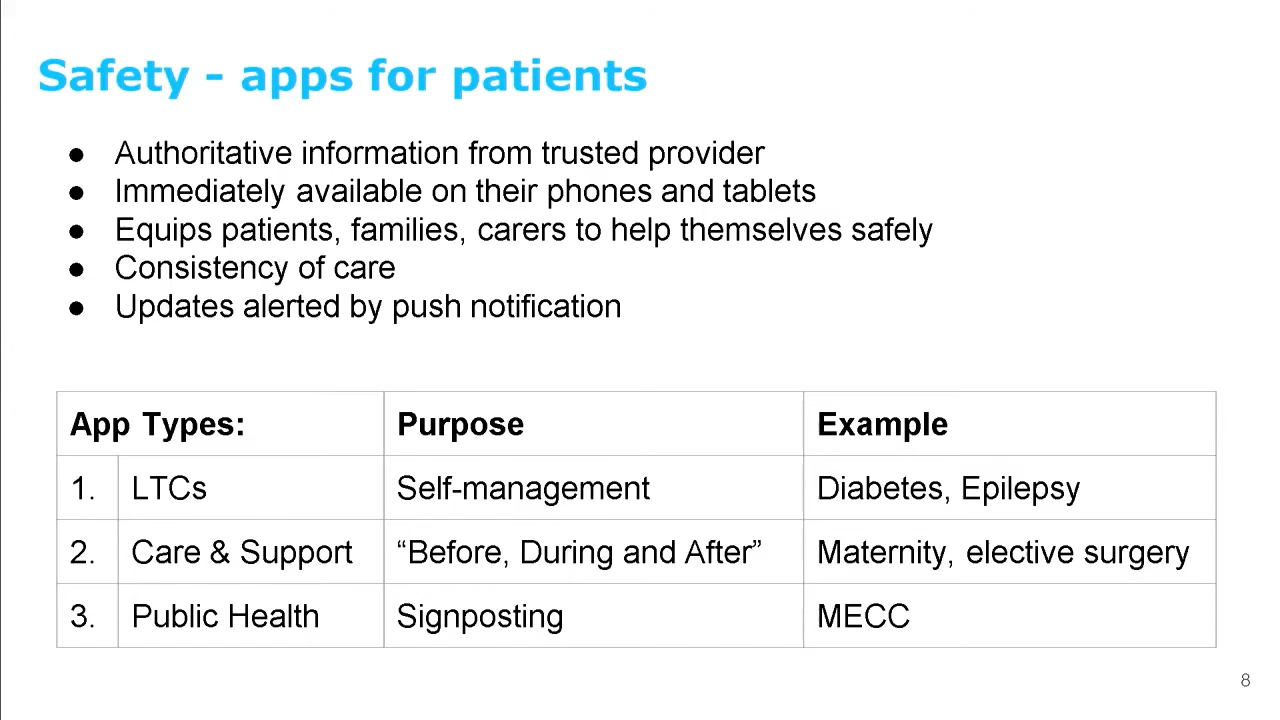 Safety - apps for patients
● Authoritative information from trusted provider
● Immediately available on their phones and tablets
● Equips patients, families, carers to help themselves safely
● Consistency of care
● Updates alerted by push notification
App Types: Purpose Example
1. LTCs Self-management Diabetes, Epilepsy
2. Care & Support “Before, During and After” Maternity, elective surgery
3. Public Health Signposting MECC
8